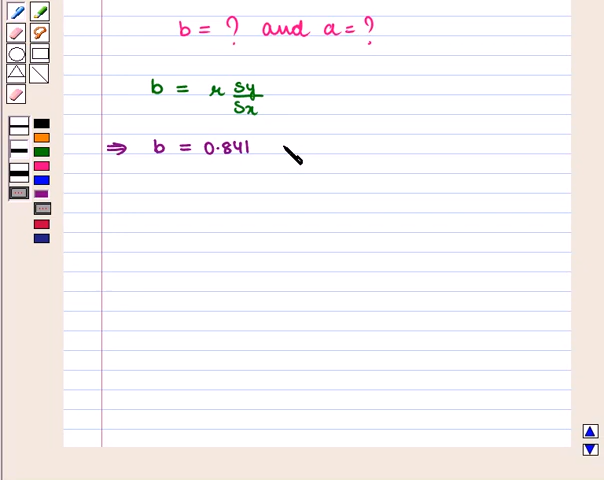 b = ? and a = ?
b = r Sy/Sx
⇒ b = 0.841